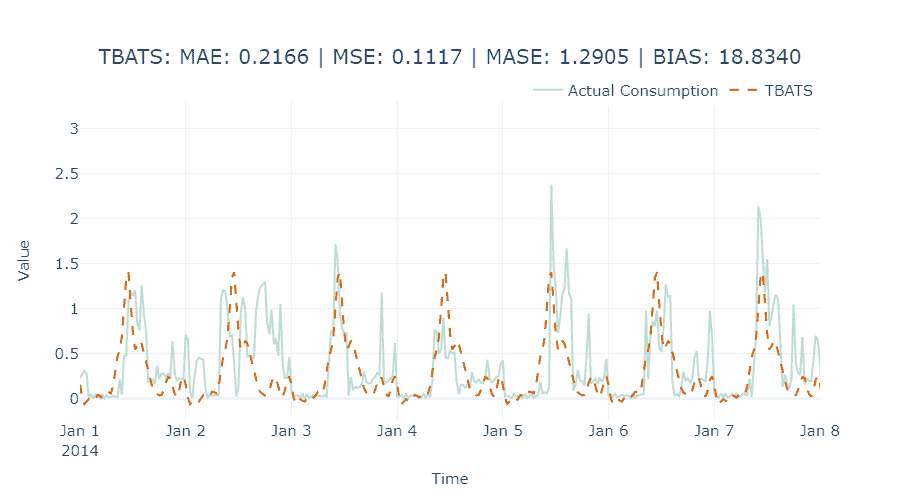 TBATS: MAE: 0.2166 | MSE: 0.1117 | MASE: 1.2905 | BIAS: 18.8340
Actual Consumption TBATS
3
2.5
2
1.5
1
0.5
0
Value
Jan 1 Jan 2 Jan 3 Jan 4 Jan 5 Jan 6 Jan 7 Jan 8
2014
Time